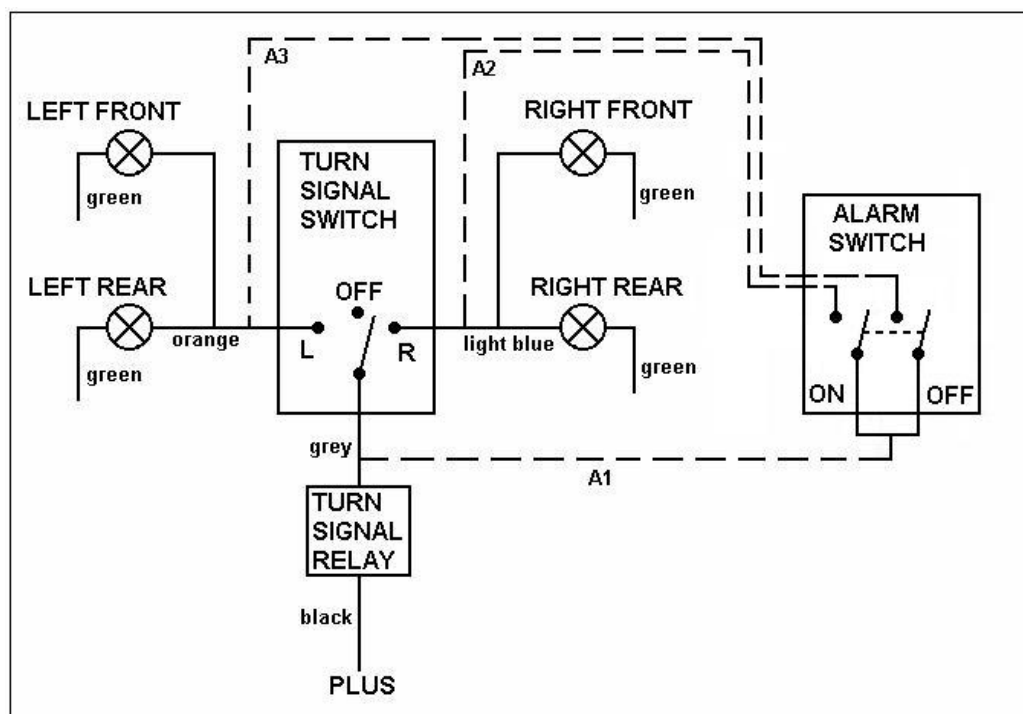 A3
A2
LEFT FRONT
RIGHT FRONT
green
TURN
SIGNAL
SWITCH
green
ALARM
SWITCH
LEFT REAR
OFF
RIGHT REAR
orange
L
R
light blue
green
green
ON
OFF
grey
A1
TURN
SIGNAL
RELAY
black
PLUS